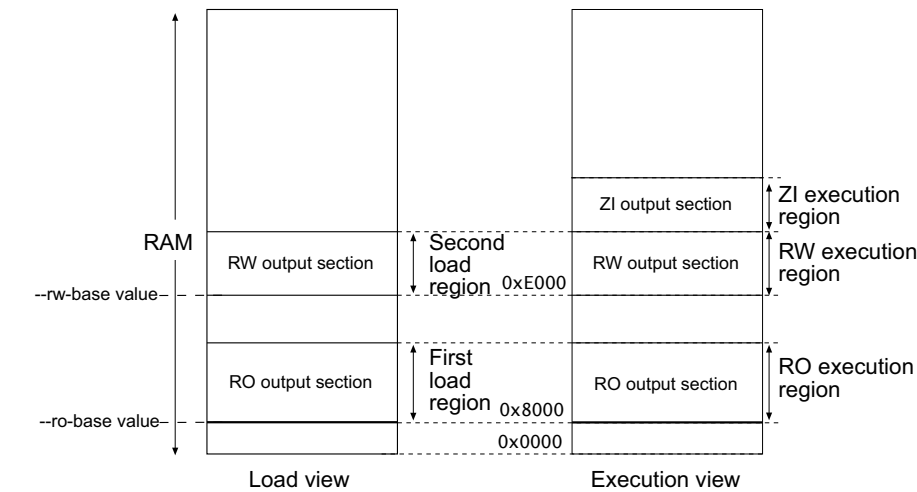 ZI output section
ZI execution
region
RAM
RW output section
Second
load
region
0xE000
RW output section
RW execution
region
--rw-base value
RO output section
First
load
region
0x8000
RO output section
RO execution
region
--ro-base value
0x0000
Load view
Execution view